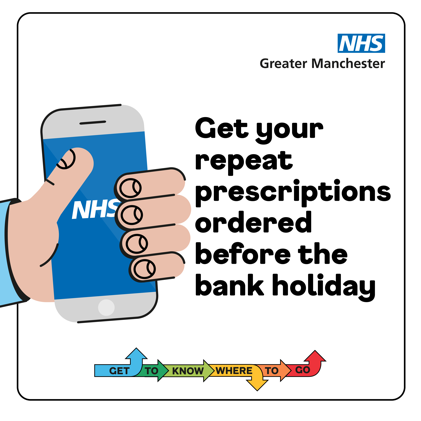 NHS
Greater Manchester
Get your
repeat
prescriptions
ordered
before the
bank holiday
NHS
GET TO KNOW WHERE TO GO